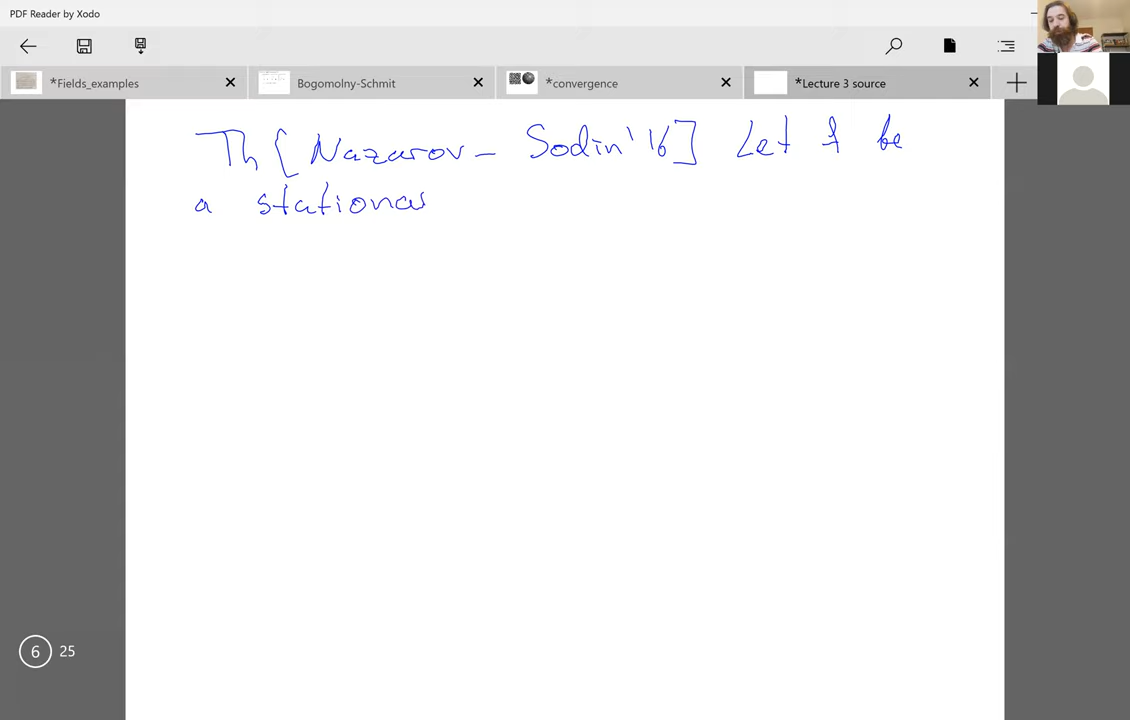 PDF Reader by Xodo
*Fields_examples
Bogomolny-Schmit
*convergence
*Lecture 3 source
Th [Nazarov - Sodin '16] Let f be
a stationar
6 25